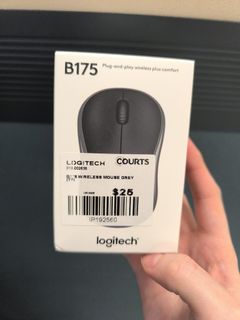 B175
Plug-and-play wireless plus comfort
LOGITECH
COURTS
WIRELESS MOUSE GREY
$25
IP192560
logitech